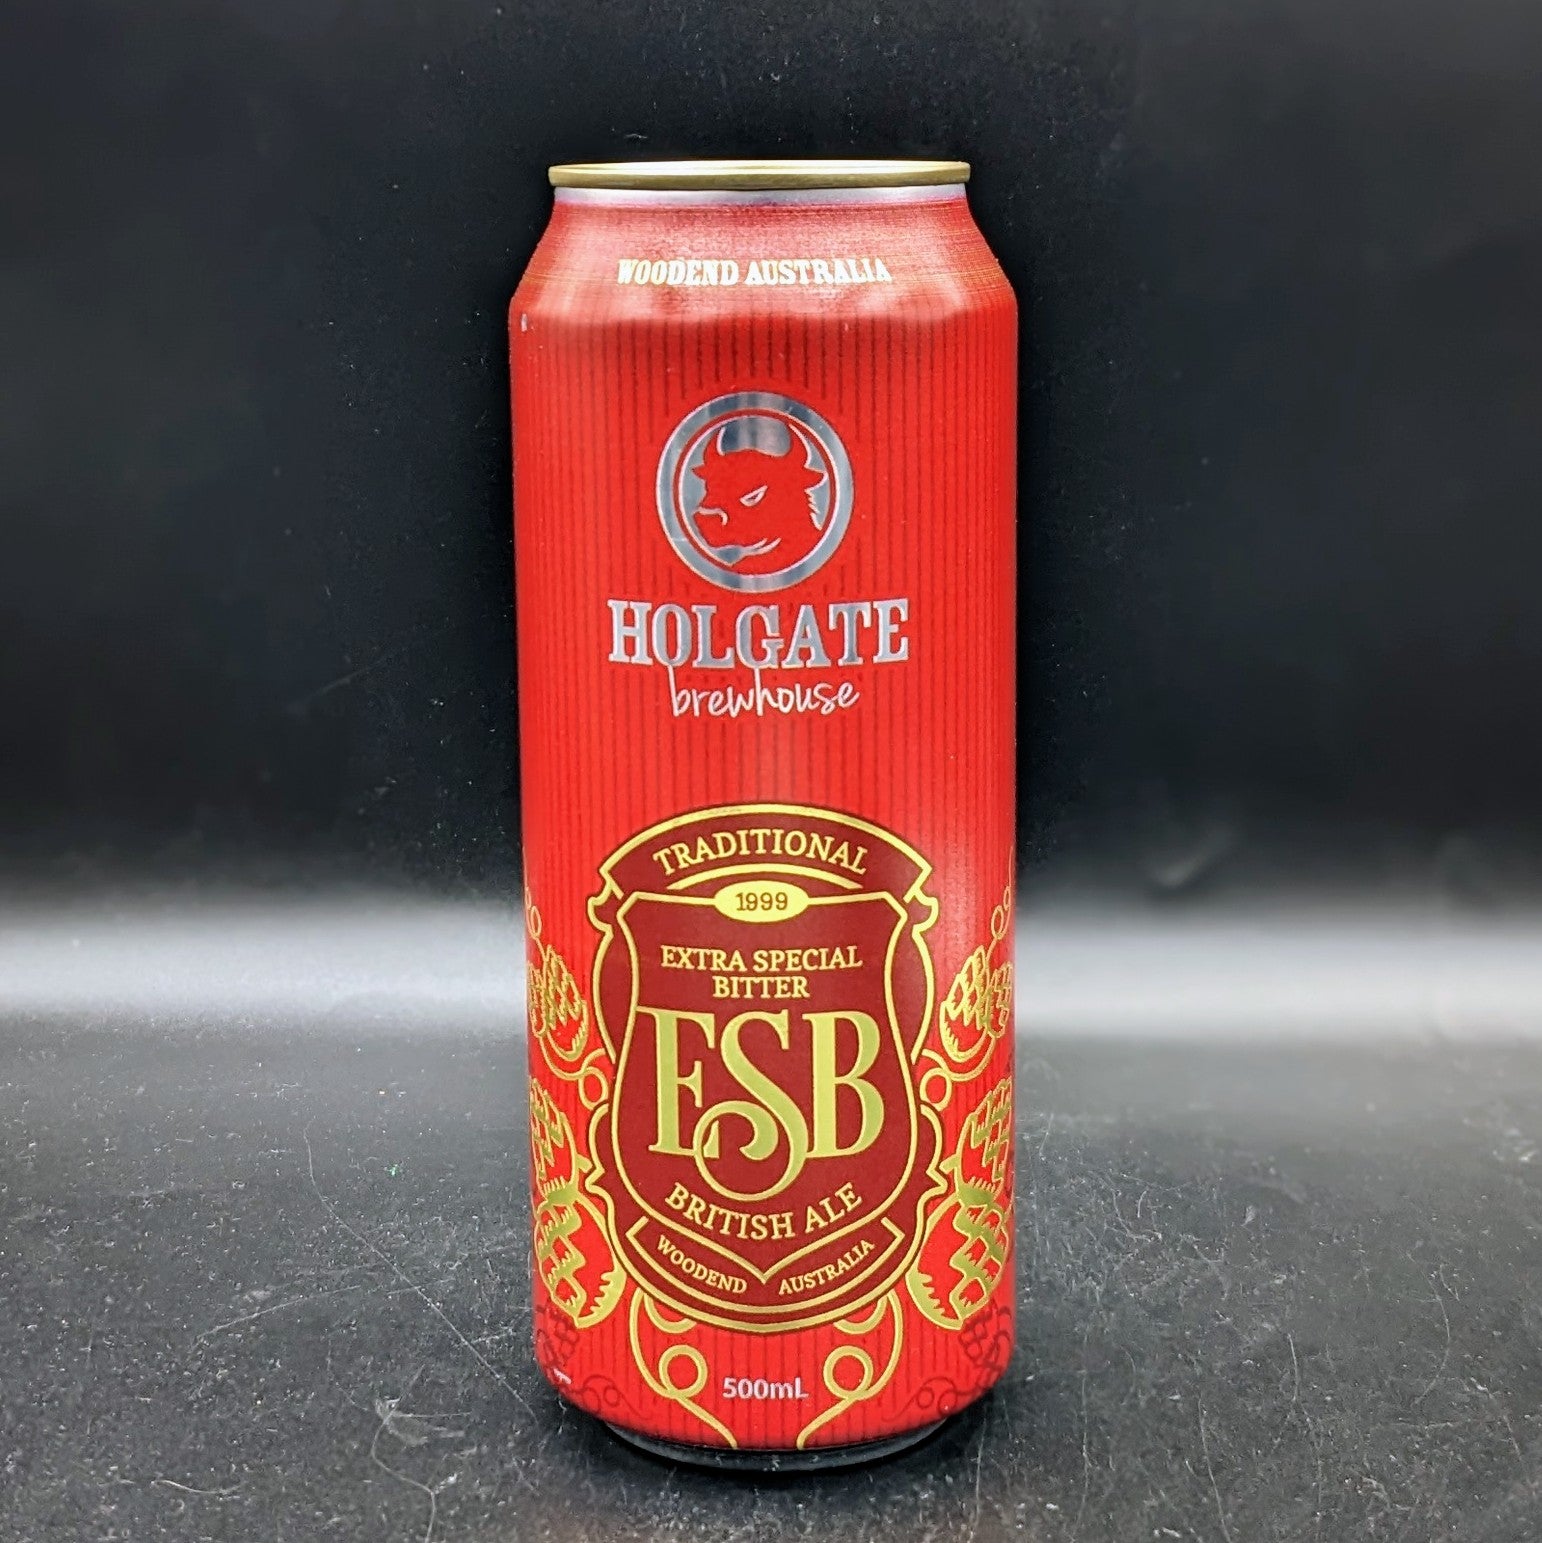 WOODEND AUSTRALIA
HOLGATE
brewhouse
TRADITIONAL
1999
EXTRA SPECIAL
BITTER
ESB
BRITISH ALE
WOODEND AUSTRALIA
500mL